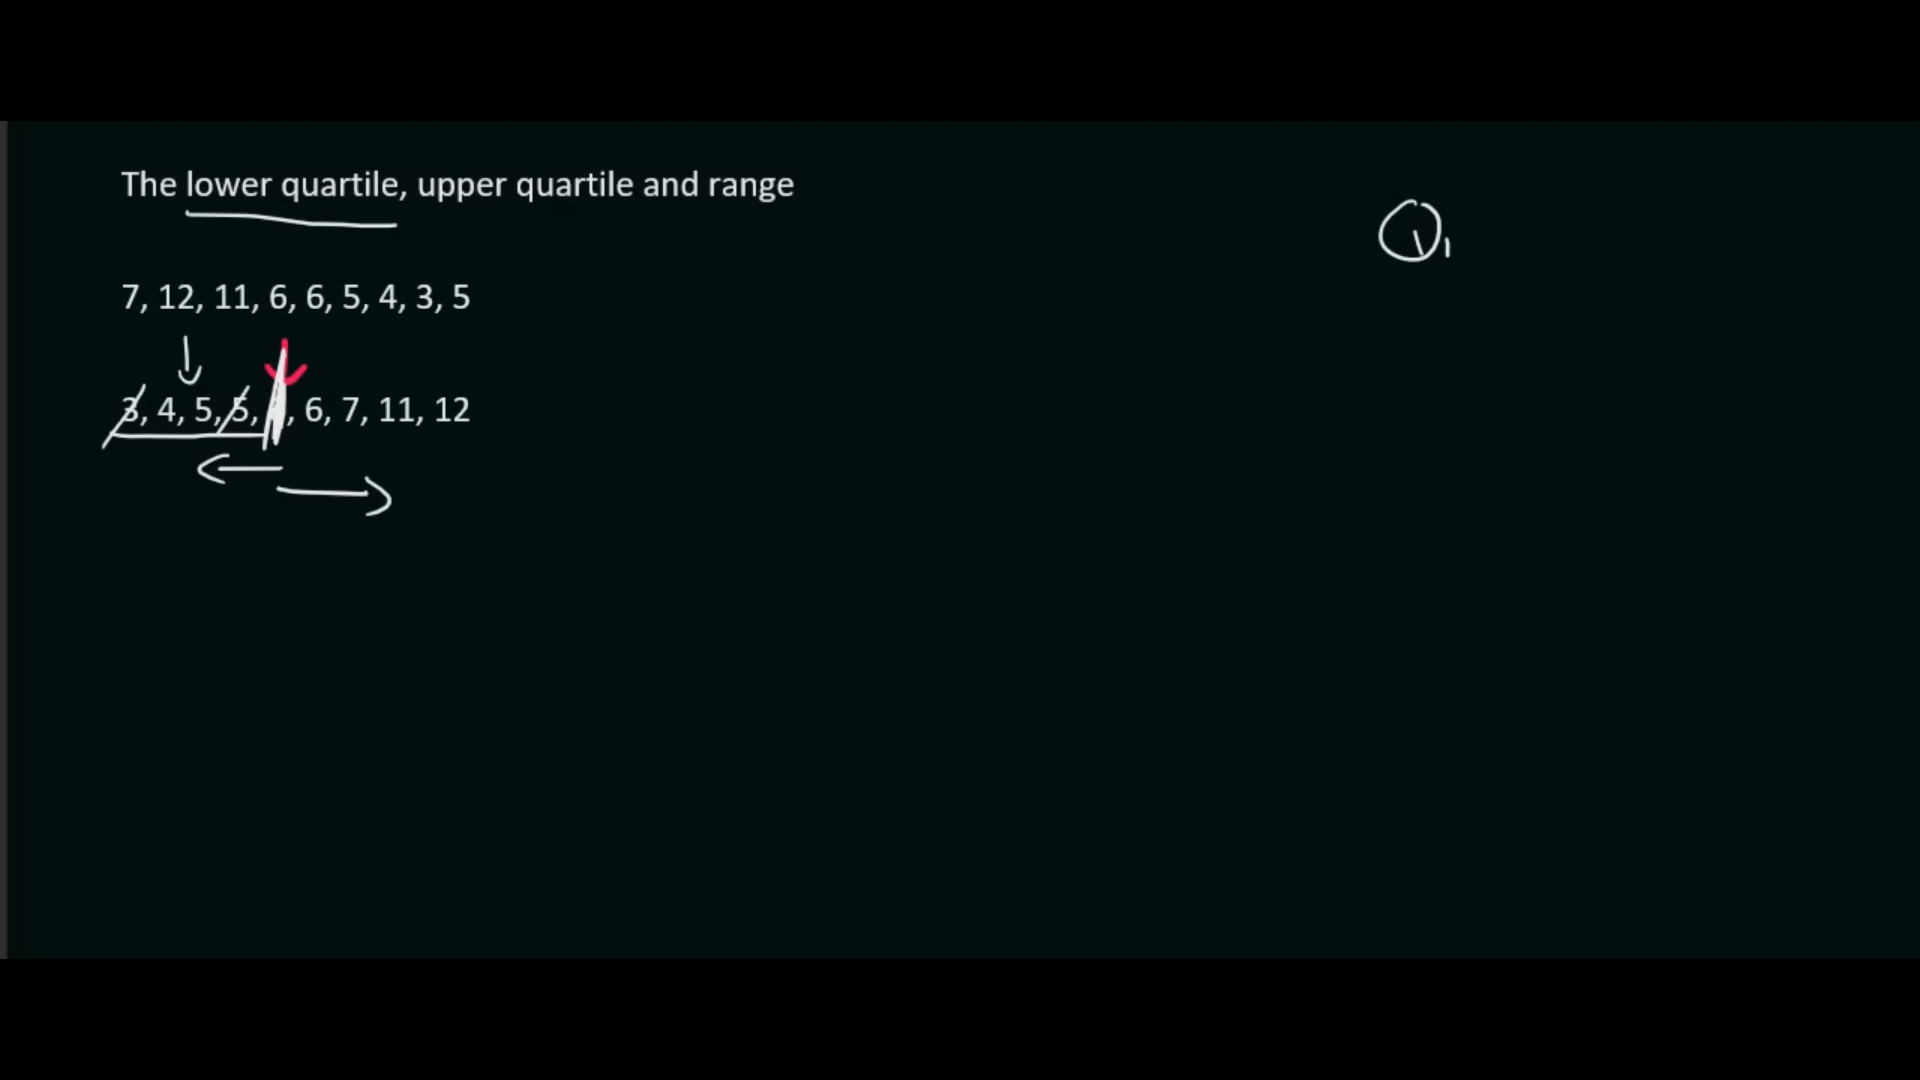 The lower quartile, upper quartile and range
Q₁
7, 12, 11, 6, 6, 5, 4, 3, 5
3, 4, 5, 5, , 6, 7, 11, 12